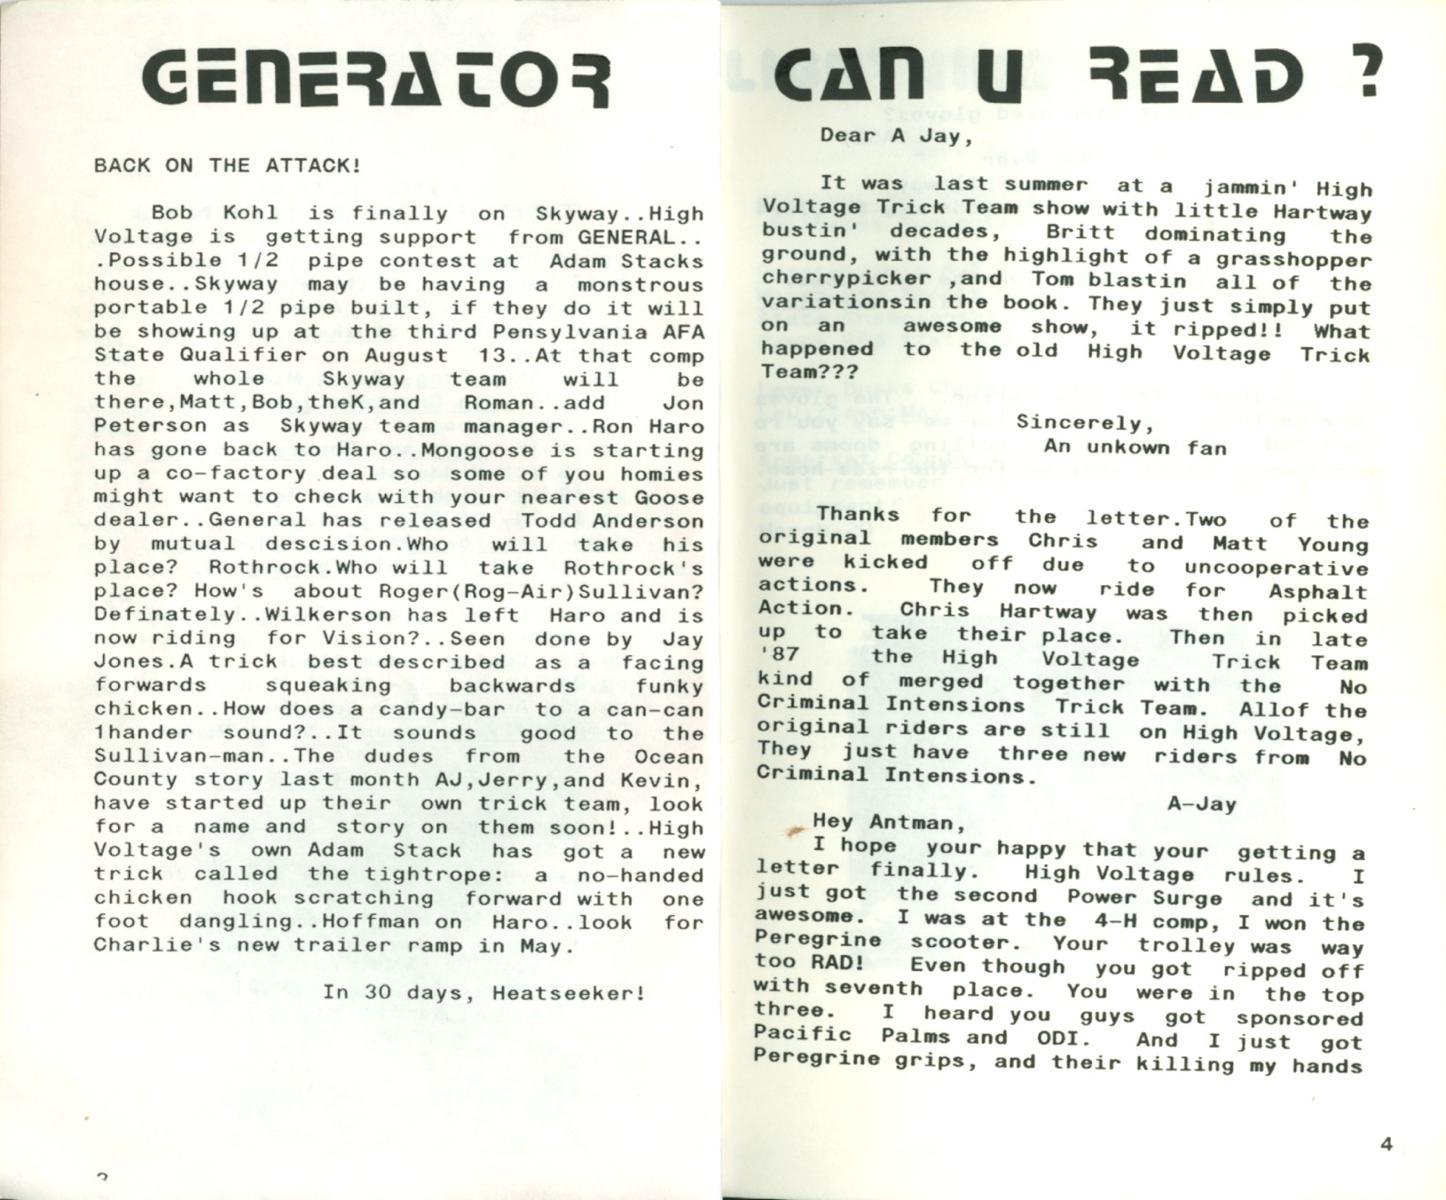 GENERATOR
BACK ON THE ATTACK!
Bob Kohl is finally on Skyway..High
Voltage is getting support from GENERAL..
.Possible 1/2 pipe contest at Adam Stacks
house..Skyway may be having a monstrous
portable 1/2 pipe built, if they do it will
be showing up at the third Pensylvania AFA
State Qualifier on August 13..At that comp
the whole Skyway team will be
there,Matt,Bob,theK,and Roman..add Jon
Peterson as Skyway team manager..Ron Haro
has gone back to Haro..Mongoose is starting
up a co-factory deal so some of you homies
might want to check with your nearest Goose
dealer..General has released Todd Anderson
by mutual descision.Who will take his
place? Rothrock.Who will take Rothrock's
place? How's about Roger(Rog-Air)Sullivan?
Definately..Wilkerson has left Haro and is
now riding for Vision?..Seen done by Jay
Jones.A trick best described as a facing
forwards squeaking backwards funky
chicken..How does a candy-bar to a can-can
1hander sound?..It sounds good to the
Sullivan-man..The dudes from the Ocean
County story last month AJ,Jerry,and Kevin,
have started up their own trick team, look
for a name and story on them soon!..High
Voltage's own Adam Stack has got a new
trick called the tightrope: a no-handed
chicken hook scratching forward with one
foot dangling..Hoffman on Haro..look for
Charlie's new trailer ramp in May.
In 30 days, Heatseeker!
CAN U READ ?
Dear A Jay,
It was last summer at a jammin' High
Voltage Trick Team show with little Hartway
bustin' decades, Britt dominating the
ground, with the highlight of a grasshopper
cherrypicker ,and Tom blastin all of the
variationsin the book. They just simply put
on an awesome show, it ripped!! What
happened to the old High Voltage Trick
Team???
Sincerely,
An unkown fan
Thanks for the letter.Two of the
original members Chris and Matt Young
were kicked off due to uncooperative
actions. They now ride for Asphalt
Action. Chris Hartway was then picked
up to take their place. Then in late
'87 the High Voltage Trick Team
kind of merged together with the No
Criminal Intensions Trick Team. Allof the
original riders are still on High Voltage,
They just have three new riders from No
Criminal Intensions.
A-Jay
Hey Antman,
I hope your happy that your getting a
letter finally. High Voltage rules. I
just got the second Power Surge and it's
awesome. I was at the 4-H comp, I won the
Peregrine scooter. Your trolley was way
too RAD! Even though you got ripped off
with seventh place. You were in the top
three. I heard you guys got sponsored
Pacific Palms and ODI. And I just got
Peregrine grips, and their killing my hands
4